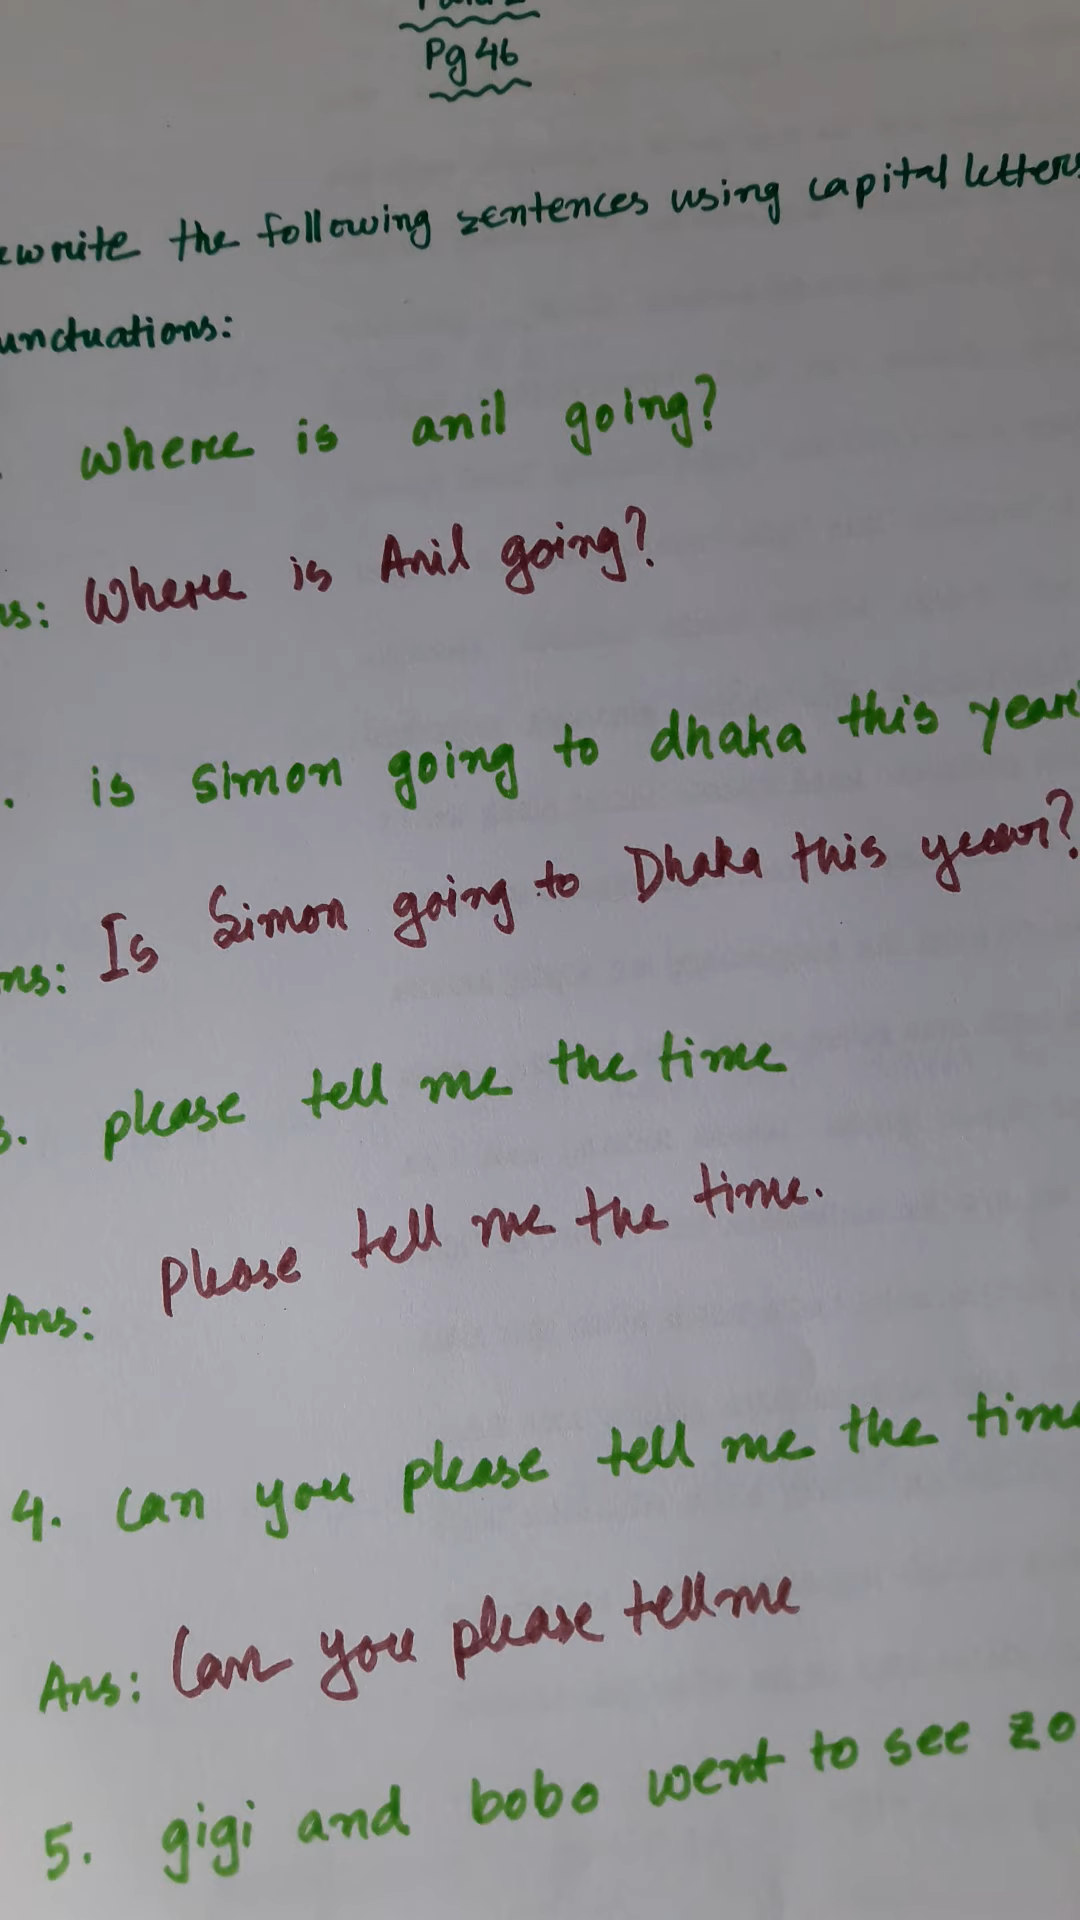 Pg 46
ewrite the following sentences using capital letters
unctuations:
where is anil going?
ns: Where is Anil going?
. is simon going to dhaka this year
ns: Is Simon going to Dhaka this year?
3. please tell me the time
Ans: Please tell me the time.
4. can you please tell me the time
Ans: Can you please tell me
5. gigi and bobo went to see zo